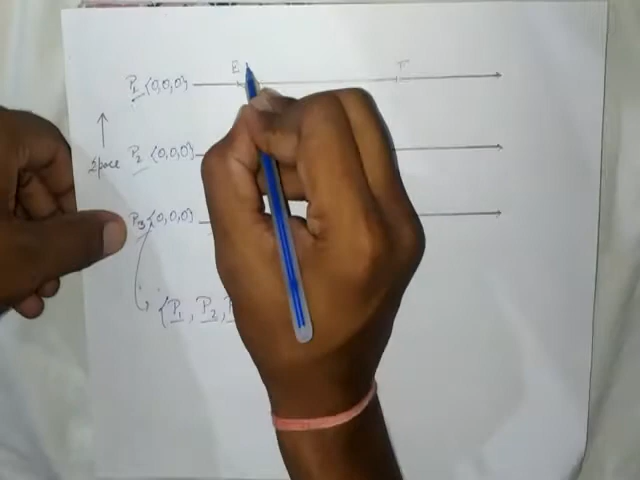 E F
P1 {0,0,0}
P2 {0,0,0}
Space
P3 {0,0,0}
{P1, P2, P